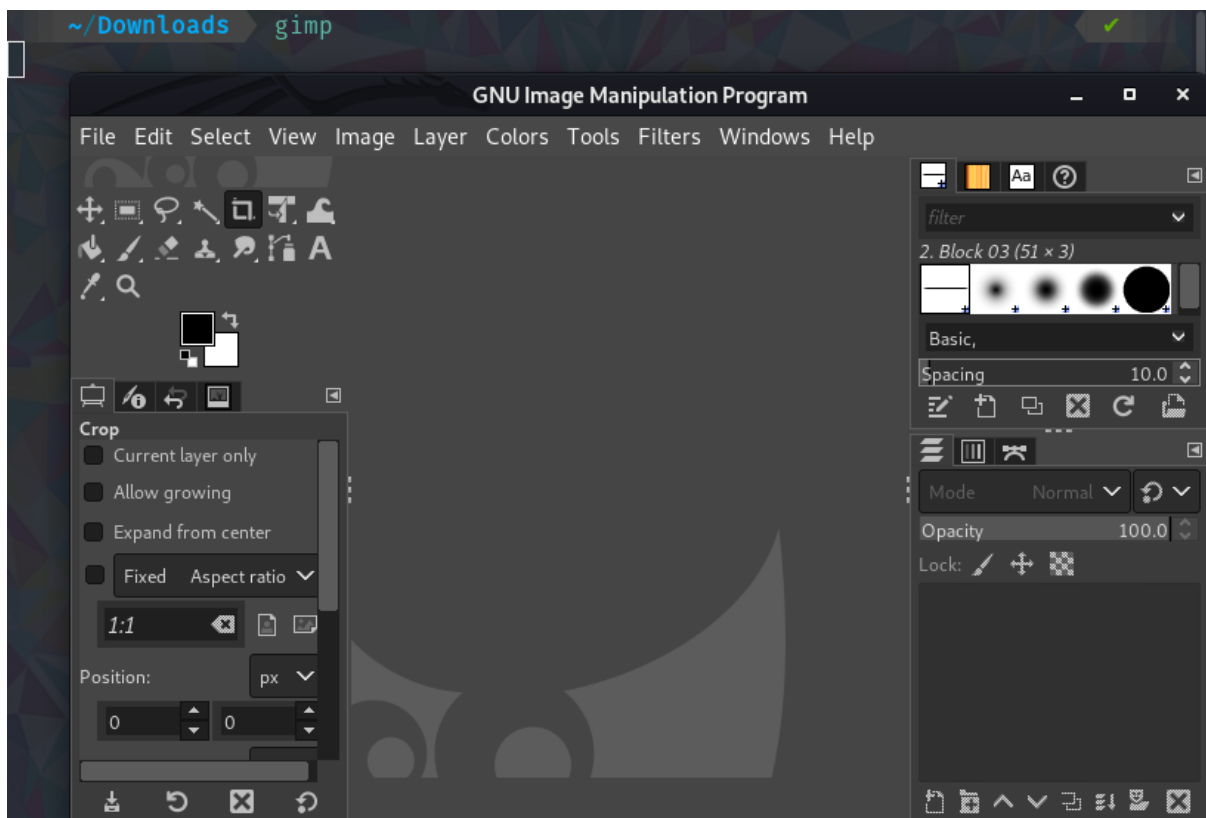 ~/Downloads gimp
GNU Image Manipulation Program
File Edit Select View Image Layer Colors Tools Filters Windows Help
Aa
filter
2. Block 03 (51 × 3)
Basic,
Spacing 10.0
Crop
Current layer only
Allow growing
Expand from center
Fixed Aspect ratio
1:1
Position: px
0 0
Mode Normal
Opacity 100.0
Lock: